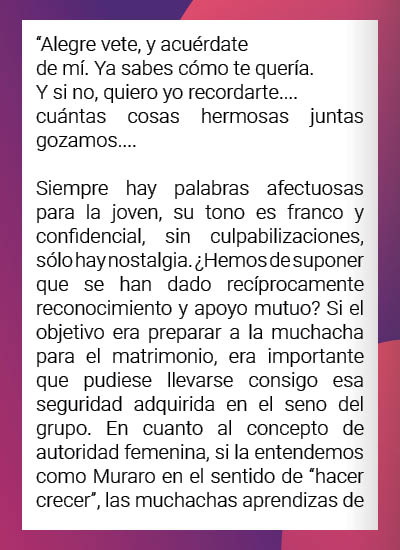 “Alegre vete, y acuérdate
de mí. Ya sabes cómo te quería.
Y si no, quiero yo recordarte....
cuántas cosas hermosas juntas
gozamos....
Siempre hay palabras afectuosas
para la joven, su tono es franco y
confidencial, sin culpabilizaciones,
sólo hay nostalgia. ¿Hemos de suponer
que se han dado recíprocamente
reconocimiento y apoyo mutuo? Si el
objetivo era preparar a la muchacha
para el matrimonio, era importante
que pudiese llevarse consigo esa
seguridad adquirida en el seno del
grupo. En cuanto al concepto de
autoridad femenina, si la entendemos
como Muraro en el sentido de “hacer
crecer”, las muchachas aprendizas de